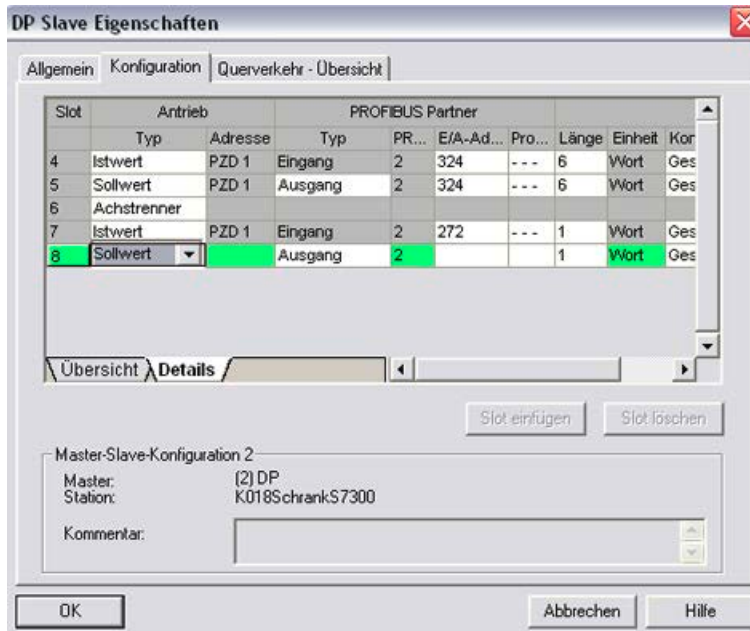 DP Slave Eigenschaften
Allgemein Konfiguration Querverkehr - Übersicht
Slot Antrieb PROFIBUS Partner
Typ Adresse Typ PR... E/A-Ad... Pro... Länge Einheit Kor
4 Istwert PZD 1 Eingang 2 324 --- 6 Wort Ges
5 Sollwert PZD 1 Ausgang 2 324 --- 6 Wort Ges
6 Achstrenner
7 Istwert PZD 1 Eingang 2 272 --- 1 Wort Ges
8 Sollwert Ausgang 2 1 Wort Ges
Übersicht Details
Slot einfügen Slot löschen
Master-Slave-Konfiguration 2
Master: (2) DP
Station: K018SchrankS7300
Kommentar:
OK Abbrechen Hilfe